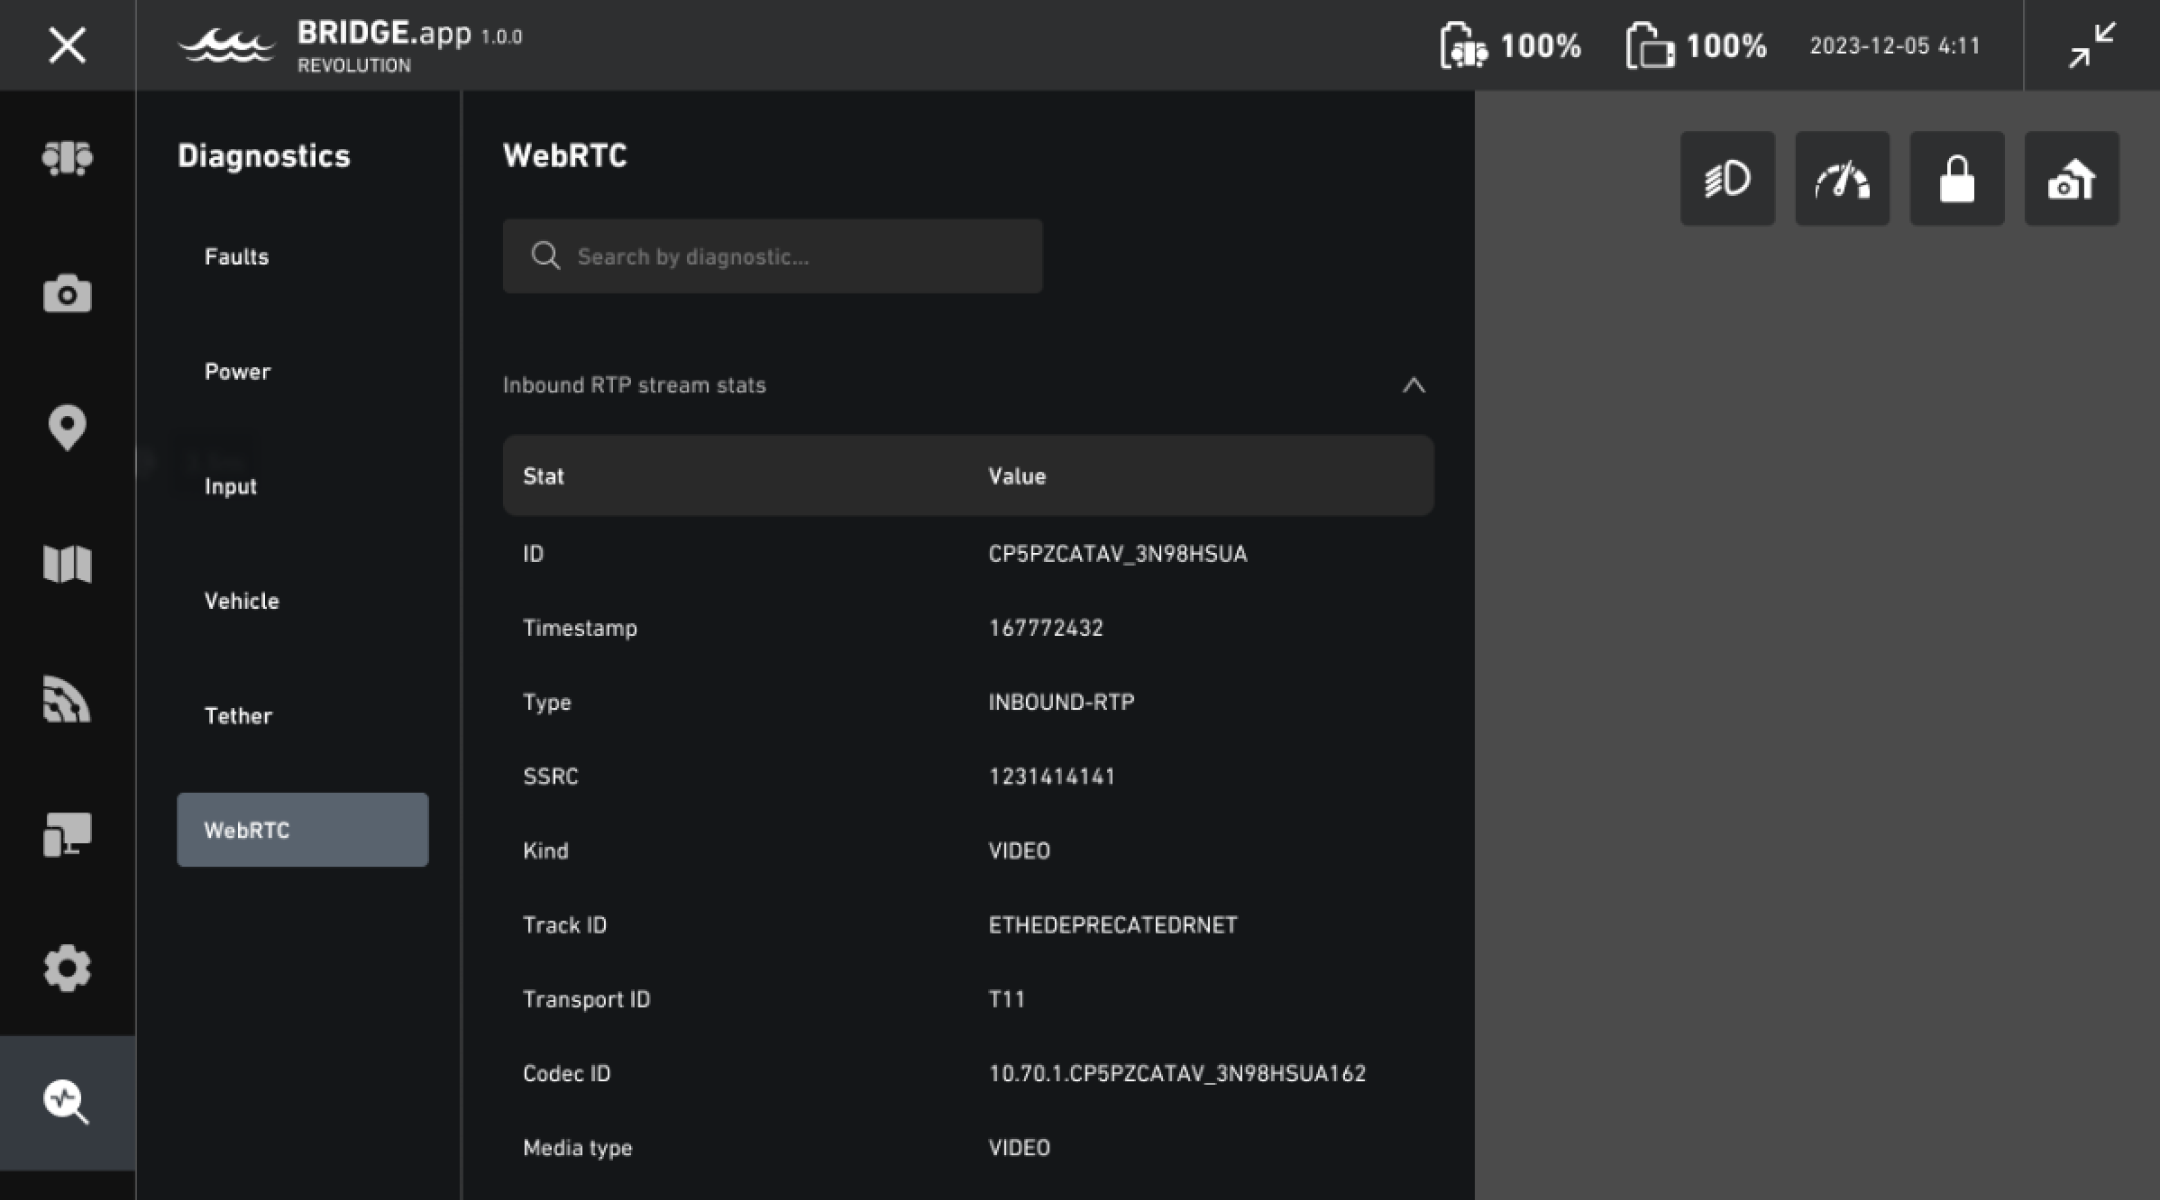 BRIDGE.app 1.0.0
REVOLUTION
100%
100%
2023-12-05 4:11
Diagnostics
Faults
Power
Input
Vehicle
Tether
WebRTC
WebRTC
Search by diagnostic...
Inbound RTP stream stats
Stat Value
ID CP5PZCATAV_3N98HSUA
Timestamp 167772432
Type INBOUND-RTP
SSRC 1231414141
Kind VIDEO
Track ID ETHEDEPRECATEDRNET
Transport ID T11
Codec ID 10.70.1.CP5PZCATAV_3N98HSUA162
Media type VIDEO